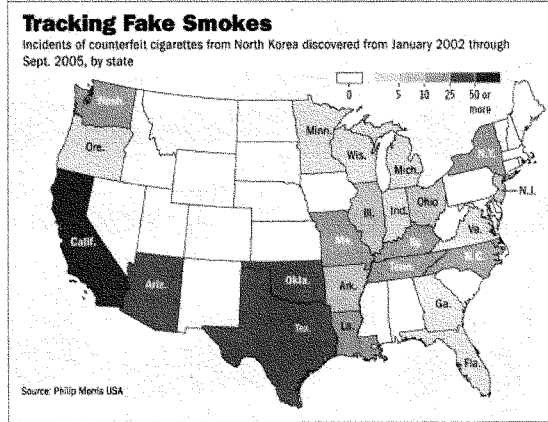 Tracking Fake Smokes
Incidents of counterfeit cigarettes from North Korea discovered from January 2002 through
Sept. 2005, by state
0 5 10 25 50 or
more
Wash.
Minn.
Ore.
Wis.
Mich.
N.Y.
N.J.
Ill.
Ind.
Ohio
Calif.
Mo.
Ky.
Va.
Ariz.
Okla.
Ark.
Tenn.
N.C.
Tex.
La.
Ga.
Fla.
Source: Philip Morris USA